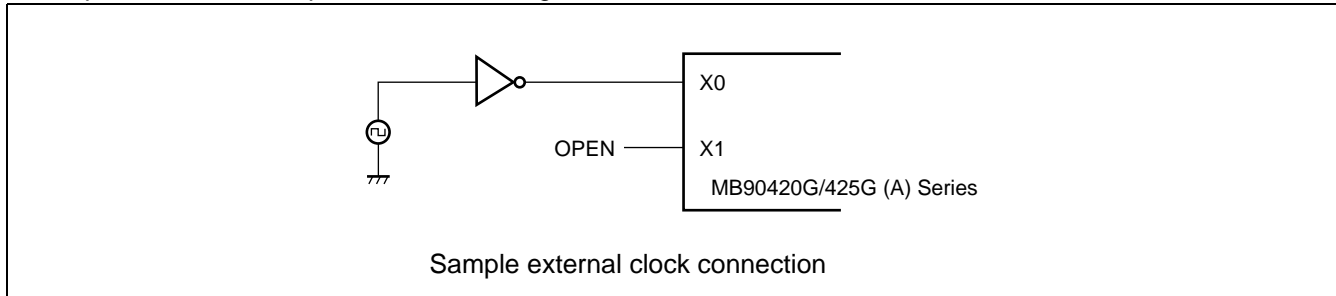 X0
OPEN X1
MB90420G/425G (A) Series
Sample external clock connection